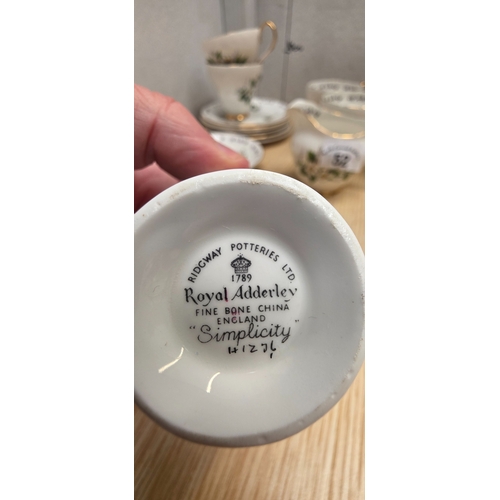 RIDGWAY POTTERIES LTD
1789
Royal Adderley
FINE BONE CHINA
ENGLAND
"Simplicity"
H1276